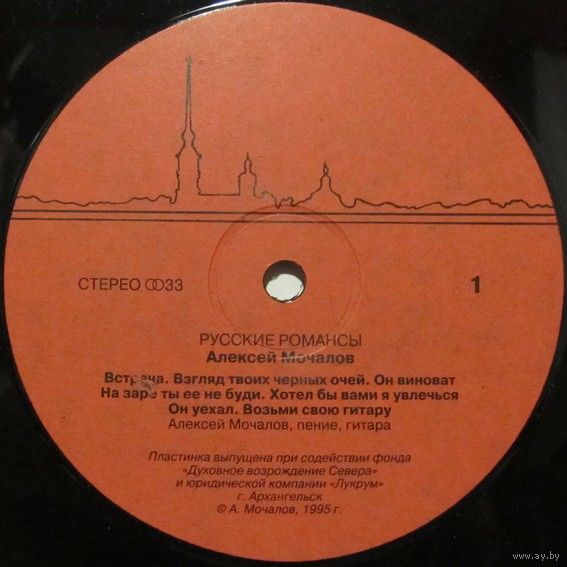 СТЕРЕО ꝎЗ3
1
РУССКИЕ РОМАНСЫ
Алексей Мочалов
Встреча. Взгляд твоих черных очей. Он виноват
На заре ты ее не буди. Хотел бы вами я увлечься
Он уехал. Возьми свою гитару
Алексей Мочалов, пение, гитара
Пластинка выпущена при содействии фонда
«Духовное возрождение Севера»
и юридической компании «Лукрум»
г. Архангельск
© А. Мочалов, 1995 г.
www.ay.by